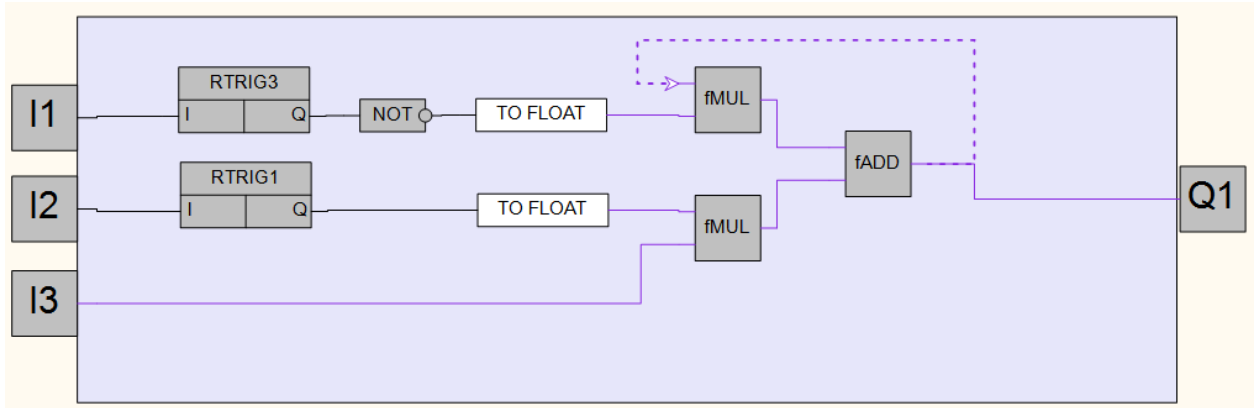 RTRIG3
I1
I
Q
NOT
TO FLOAT
fMUL
fADD
RTRIG1
I2
I
Q
TO FLOAT
fMUL
Q1
I3